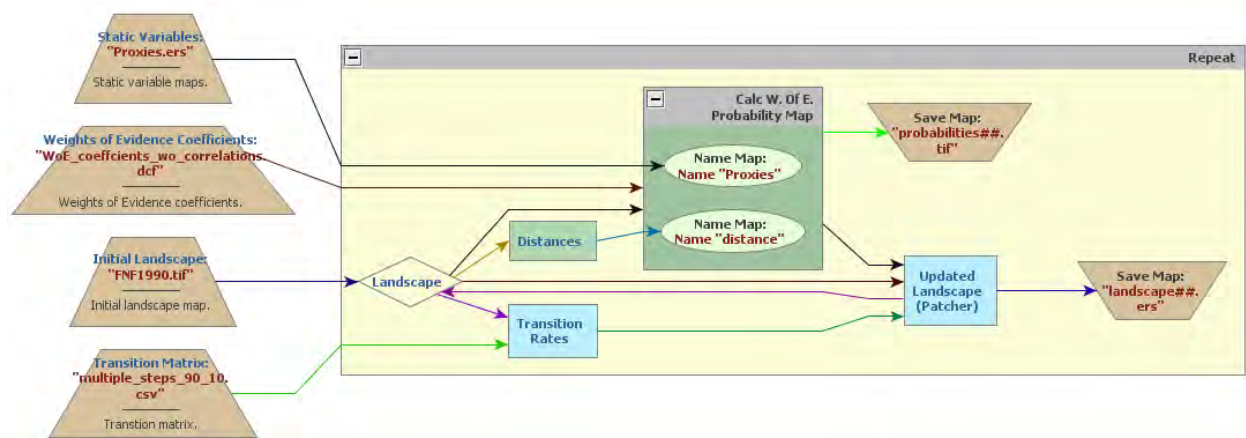 Static Variables:
"Proxies.ers"
Static variable maps.
Weights of Evidence Coefficients:
"WoE_coeffcients_wo_correlations.
dcf"
Weights of Evidence coefficients.
Initial Landscape:
"FNF1990.tif"
Initial landscape map.
Transition Matrix:
"multiple_steps_90_10.
csv"
Transtion matrix.
Repeat
Calc W. Of E.
Probability Map
Name Map:
Name "Proxies"
Name Map:
Name "distance"
Save Map:
"probabilities##.
tif"
Distances
Landscape
Transition
Rates
Updated
Landscape
(Patcher)
Save Map:
"landscape##.
ers"